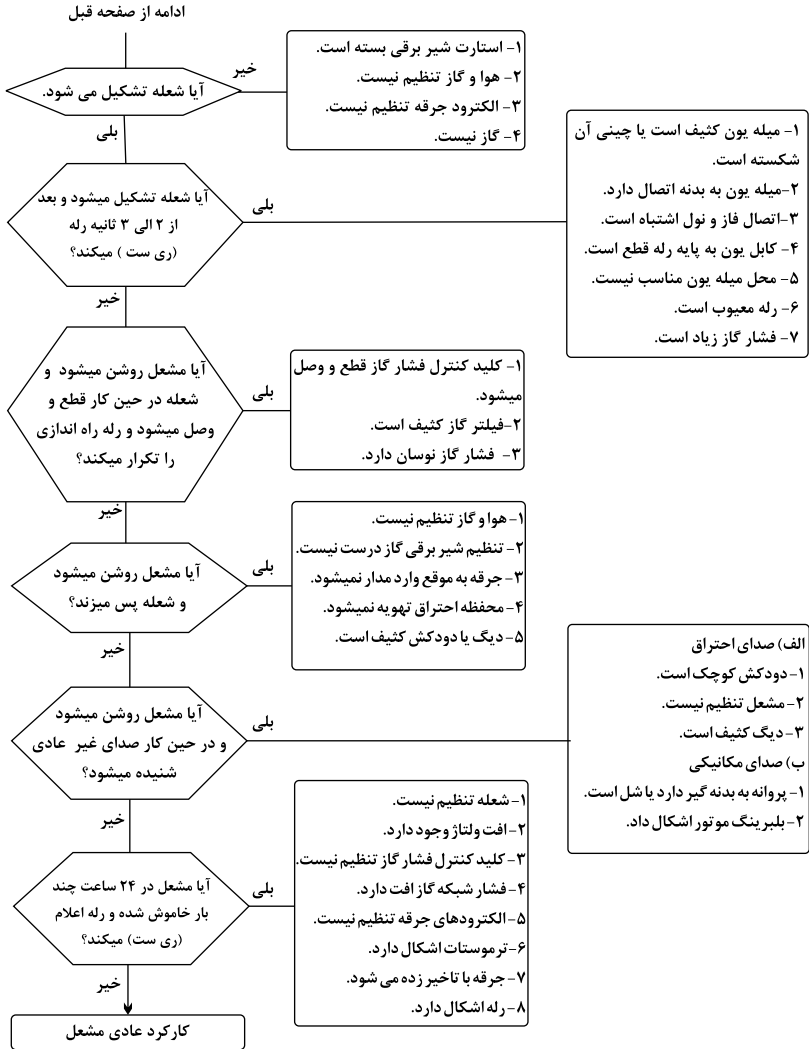 ادامه از صفحه قبل
آیا شعله تشکیل می شود.
خیر
۱- استارت شیر برقی بسته است.
۲- هوا و گاز تنظیم نیست.
۳- الکترود جرقه تنظیم نیست.
۴- گاز نیست.
بلی
آیا شعله تشکیل میشود و بعد
از ۲ الی ۳ ثانیه رله
(ری ست ) میکند؟
بلی
۱- میله یون کثیف است یا چینی آن
شکسته است.
۲-میله یون به بدنه اتصال دارد.
۳-اتصال فاز و نول اشتباه است.
۴- کابل یون به پایه رله قطع است.
۵- محل میله یون مناسب نیست.
۶- رله معیوب است.
۷- فشار گاز زیاد است.
خیر
آیا مشعل روشن میشود و
شعله در حین کار قطع و
وصل میشود و رله راه اندازی
را تکرار میکند؟
بلی
۱- کلید کنترل فشار گاز قطع و وصل
میشود.
۲-فیلتر گاز کثیف است.
۳- فشار گاز نوسان دارد.
خیر
آیا مشعل روشن میشود
و شعله پس میزند؟
بلی
۱- هوا و گاز تنظیم نیست.
۲- تنظیم شیر برقی گاز درست نیست.
۳-جرقه به موقع وارد مدار نمیشود.
۴- محفظه احتراق تهویه نمیشود.
۵- دیگ یا دودکش کثیف است.
خیر
آیا مشعل روشن میشود
و در حین کار صدای غیر عادی
شنیده میشود؟
بلی
الف) صدای احتراق
۱- دودکش کوچک است.
۲- مشعل تنظیم نیست.
۳- دیگ کثیف است.
ب) صدای مکانیکی
۱- پروانه به بدنه گیر دارد یا شل است.
۲- بلبرینگ موتور اشکال داد.
خیر
آیا مشعل در ۲۴ ساعت چند
بار خاموش شده و رله اعلام
(ری ست) میکند؟
بلی
۱- شعله تنظیم نیست.
۲-افت ولتاژ وجود دارد.
۳- کلید کنترل فشار گاز تنظیم نیست.
۴- فشار شبکه گاز افت دارد.
۵- الکترودهای جرقه تنظیم نیست.
۶-ترموستات اشکال دارد.
۷- جرقه با تاخیر زده می شود.
۸- رله اشکال دارد.
خیر
کارکرد عادی مشعل